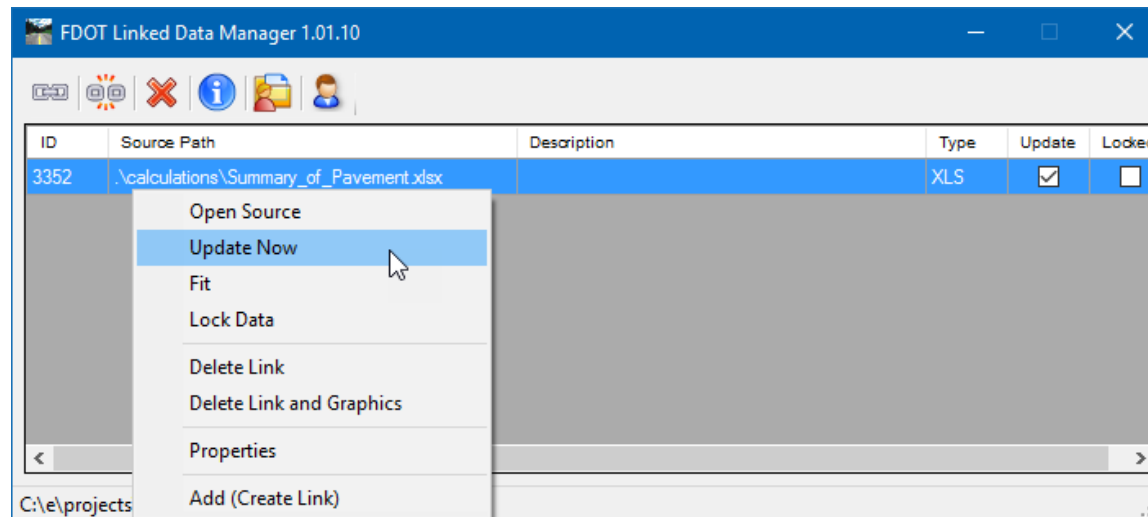 FDOT Linked Data Manager 1.01.10
ID Source Path Description Type Update Locke
3352 .\calculations\Summary_of_Pavement.xlsx XLS
Open Source
Update Now
Fit
Lock Data
Delete Link
Delete Link and Graphics
Properties
Add (Create Link)
C:\e\projects